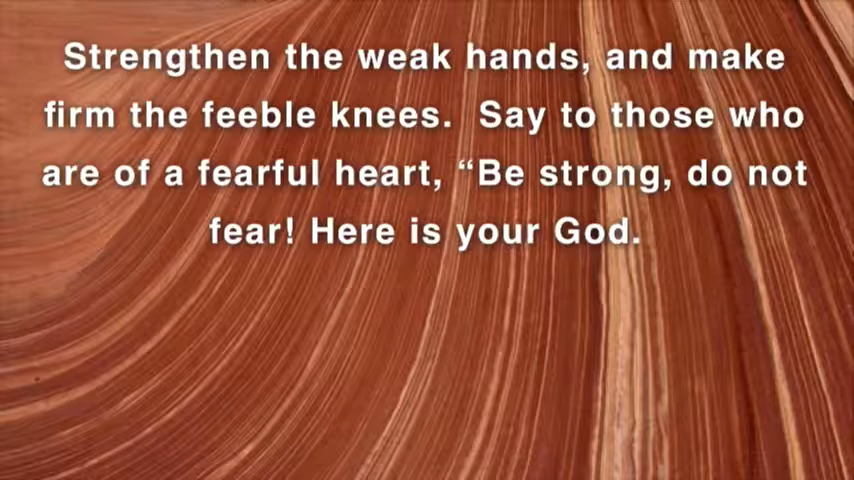 Strengthen the weak hands, and make
firm the feeble knees.  Say to those who
are of a fearful heart, “Be strong, do not
fear! Here is your God.